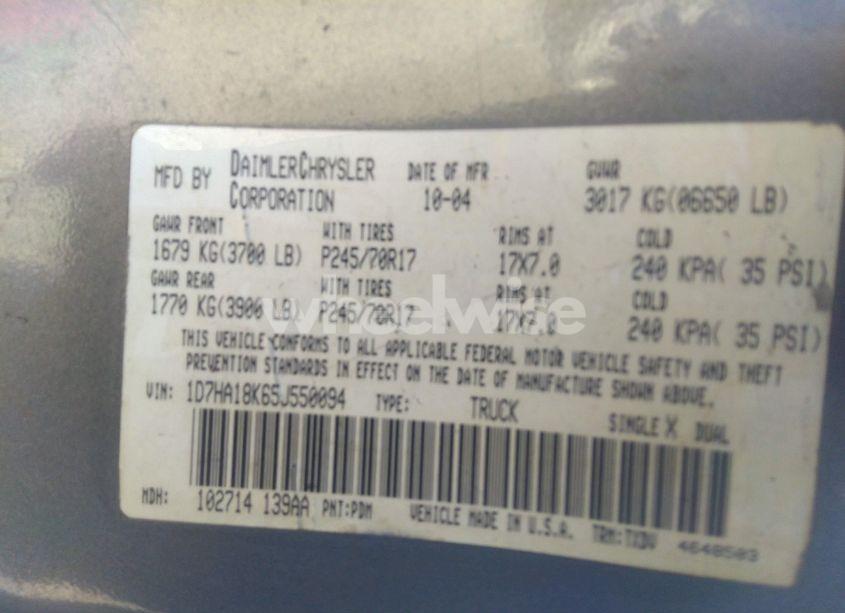 MFD BY DAIMLERCHRYSLER CORPORATION DATE OF MFR 10-04 GVWR 3017 KG(06650 LB)
GAWR FRONT WITH TIRES RIMS AT COLD
1679 KG(3700 LB) P245/70R17 17X7.0 240 KPA( 35 PSI)
GAWR REAR WITH TIRES RIMS AT COLD
1770 KG(3900 LB) P245/70R17 17X7.0 240 KPA( 35 PSI)
wheelwise
THIS VEHICLE CONFORMS TO ALL APPLICABLE FEDERAL MOTOR VEHICLE SAFETY AND THEFT
PREVENTION STANDARDS IN EFFECT ON THE DATE OF MANUFACTURE SHOWN ABOVE.
VIN: 1D7HA18K65J550094 TYPE: TRUCK SINGLE X DUAL
MDH: 102714 139AA PNT:PDM VEHICLE MADE IN U.S.A. TRM:TXDV 4648503